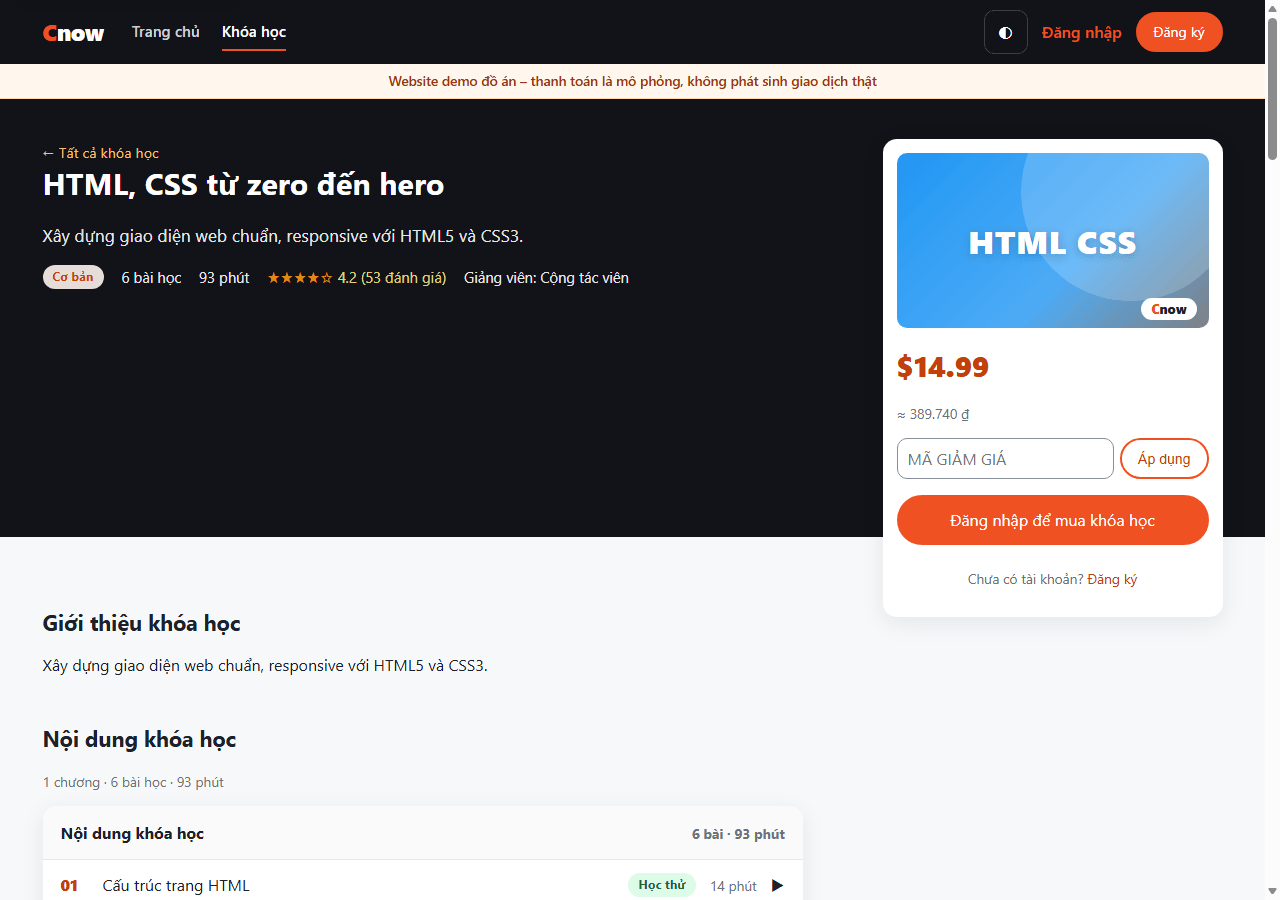 Cnow
Trang chủ
Khóa học
Đăng nhập
Đăng ký
Website demo đồ án – thanh toán là mô phỏng, không phát sinh giao dịch thật
← Tất cả khóa học
HTML, CSS từ zero đến hero
Xây dựng giao diện web chuẩn, responsive với HTML5 và CSS3.
Cơ bản
6 bài học
93 phút
★★★★☆ 4.2 (53 đánh giá)
Giảng viên: Cộng tác viên
HTML CSS
Cnow
$14.99
≈ 389.740 ₫
MÃ GIẢM GIÁ
Áp dụng
Đăng nhập để mua khóa học
Chưa có tài khoản? Đăng ký
Giới thiệu khóa học
Xây dựng giao diện web chuẩn, responsive với HTML5 và CSS3.
Nội dung khóa học
1 chương · 6 bài học · 93 phút
Nội dung khóa học
6 bài · 93 phút
01
Cấu trúc trang HTML
Học thử
14 phút